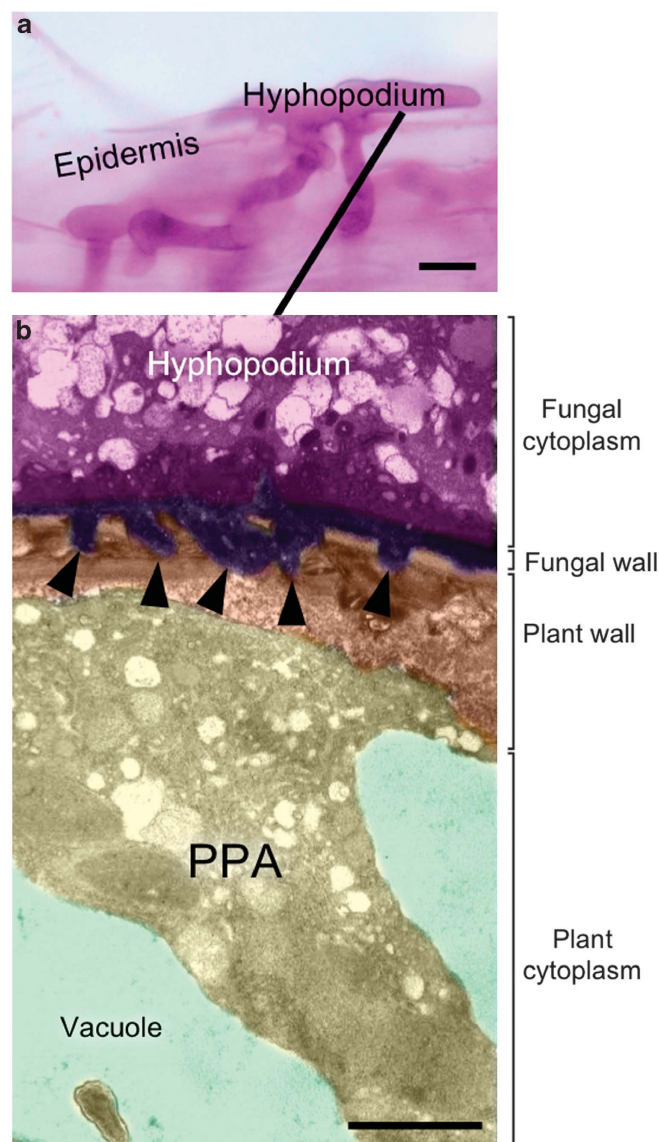 a
Hyphopodium
Epidermis
b
Hyphopodium
Fungal
cytoplasm
Fungal wall
Plant wall
PPA
Plant
cytoplasm
Vacuole